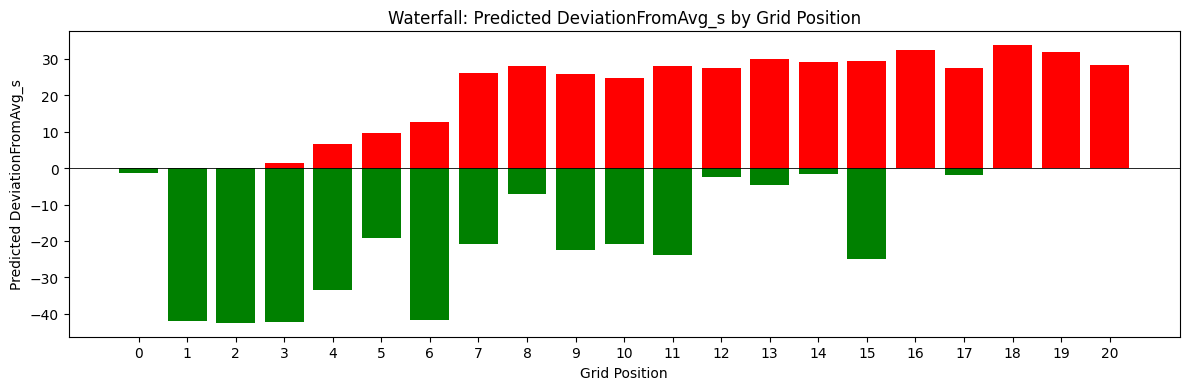 Waterfall: Predicted DeviationFromAvg_s by Grid Position
Predicted DeviationFromAvg_s
30
20
10
0
−10
−20
−30
−40
0 1 2 3 4 5 6 7 8 9 10 11 12 13 14 15 16 17 18 19 20
Grid Position